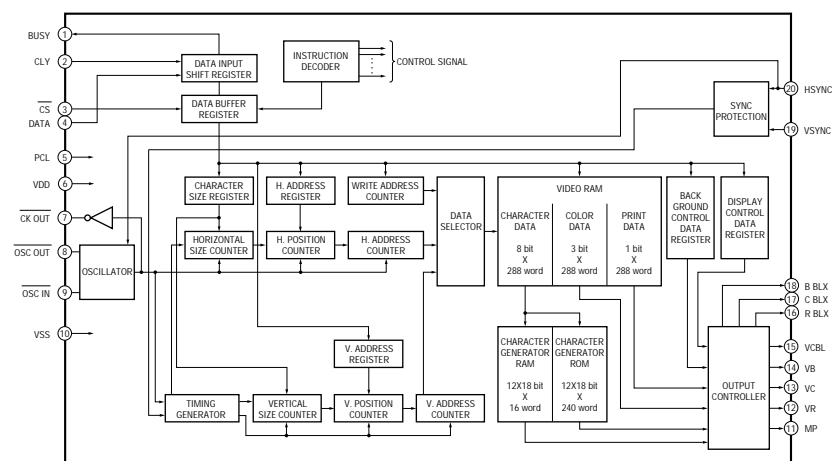 BUSY
1
CLY
2
CS
3
DATA
4
PCL
5
VDD
6
CK OUT
7
OSC OUT
8
OSC IN
9
VSS
10
DATA INPUT
SHIFT REGISTER
INSTRUCTION
DECODER
CONTROL SIGNAL
DATA BUFFER
REGISTER
SYNC
PROTECTION
20
HSYNC
19
VSYNC
CHARACTER
SIZE REGISTER
H. ADDRESS
REGISTER
WRITE ADDRESS
COUNTER
DATA
SELECTOR
VIDEO RAM
CHARACTER
DATA
8 bit
X
288 word
COLOR
DATA
3 bit
X
288 word
PRINT
DATA
1 bit
X
288 word
BACK
GROUND
CONTROL
DATA
REGISTER
DISPLAY
CONTROL
DATA
REGISTER
OSCILLATOR
HORIZONTAL
SIZE COUNTER
H. POSITION
COUNTER
H. ADDRESS
COUNTER
V. ADDRESS
REGISTER
CHARACTER
GENERATOR
RAM
12X18 bit
X
16 word
CHARACTER
GENERATOR
ROM
12X18 bit
X
240 word
TIMING
GENERATOR
VERTICAL
SIZE COUNTER
V. POSITION
COUNTER
V. ADDRESS
COUNTER
OUTPUT
CONTROLLER
18
B BLX
17
C BLX
16
R BLX
15
VCBL
14
VB
13
VC
12
VR
11
MP